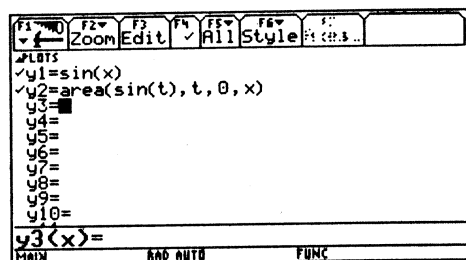 F1 F2 Zoom F3 Edit F4 ✓ F5 All F6 Style
PLOTS
✓y1=sin(x)
✓y2=area(sin(t),t,0,x)
y3=
y4=
y5=
y6=
y7=
y8=
y9=
y10=
y3(x)=
MAIN RAD AUTO FUNC